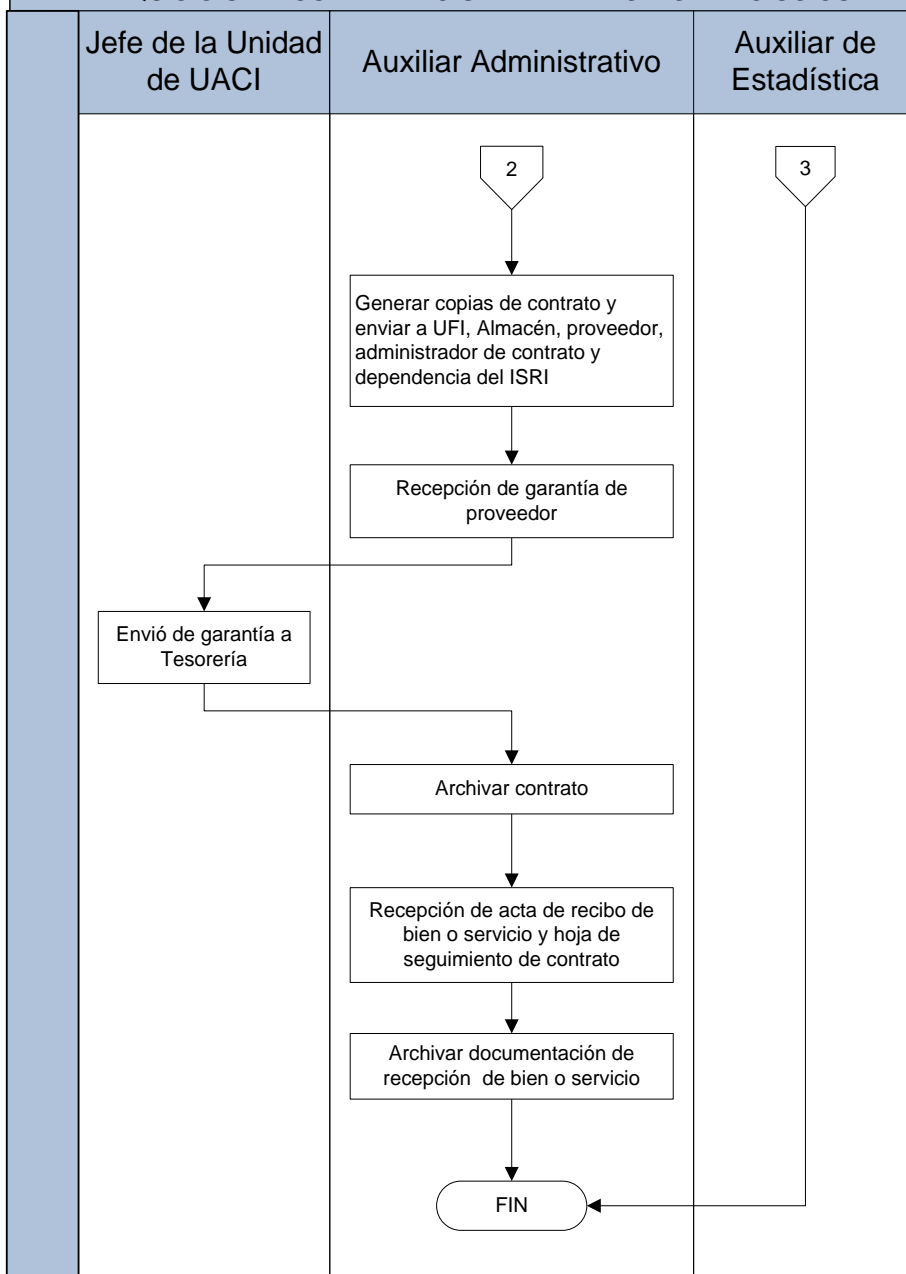 Jefe de la Unidad
de UACI
Auxiliar Administrativo
Auxiliar de
Estadística
2
3
Generar copias de contrato y
enviar a UFI, Almacén, proveedor,
administrador de contrato y
dependencia del ISRI
Recepción de garantía de
proveedor
Envió de garantía a
Tesorería
Archivar contrato
Recepción de acta de recibo de
bien o servicio y hoja de
seguimiento de contrato
Archivar documentación de
recepción de bien o servicio
FIN